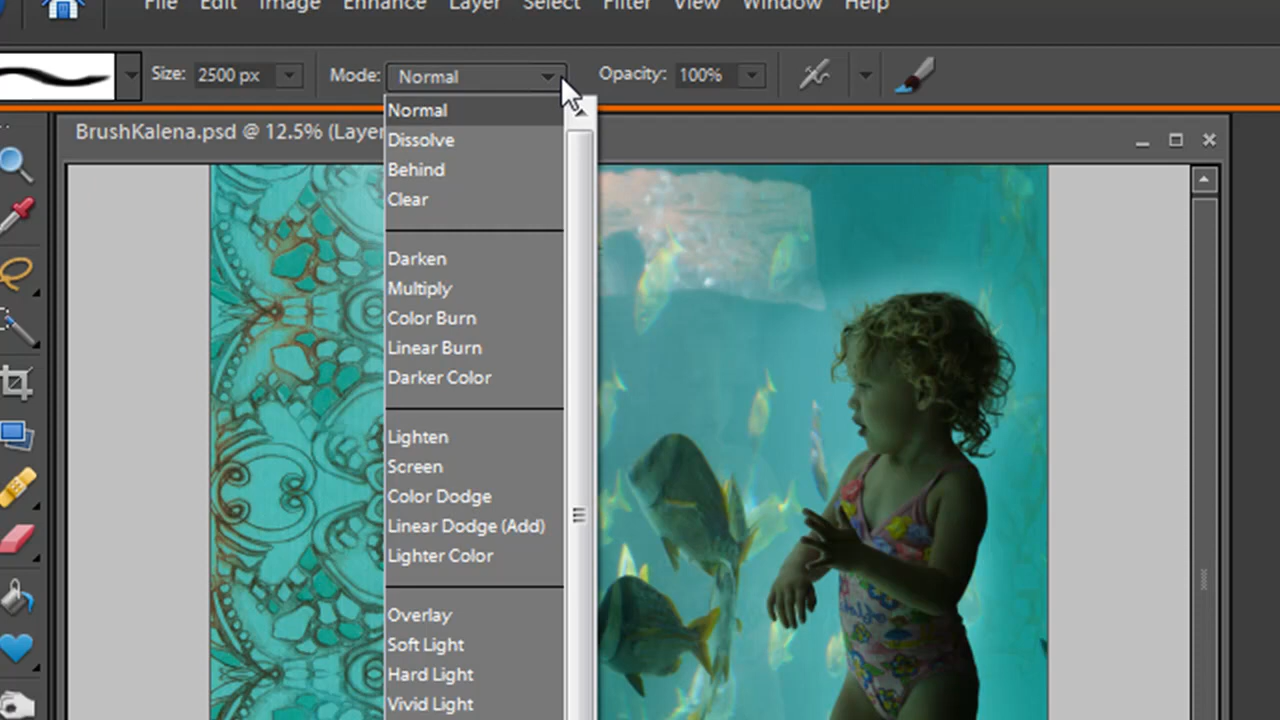 File Edit Image Enhance Layer Select Filter View Window Help
Size: 2500 px Mode: Normal Opacity: 100%
BrushKalena.psd @ 12.5% (Layer
Normal
Dissolve
Behind
Clear
Darken
Multiply
Color Burn
Linear Burn
Darker Color
Lighten
Screen
Color Dodge
Linear Dodge (Add)
Lighter Color
Overlay
Soft Light
Hard Light
Vivid Light